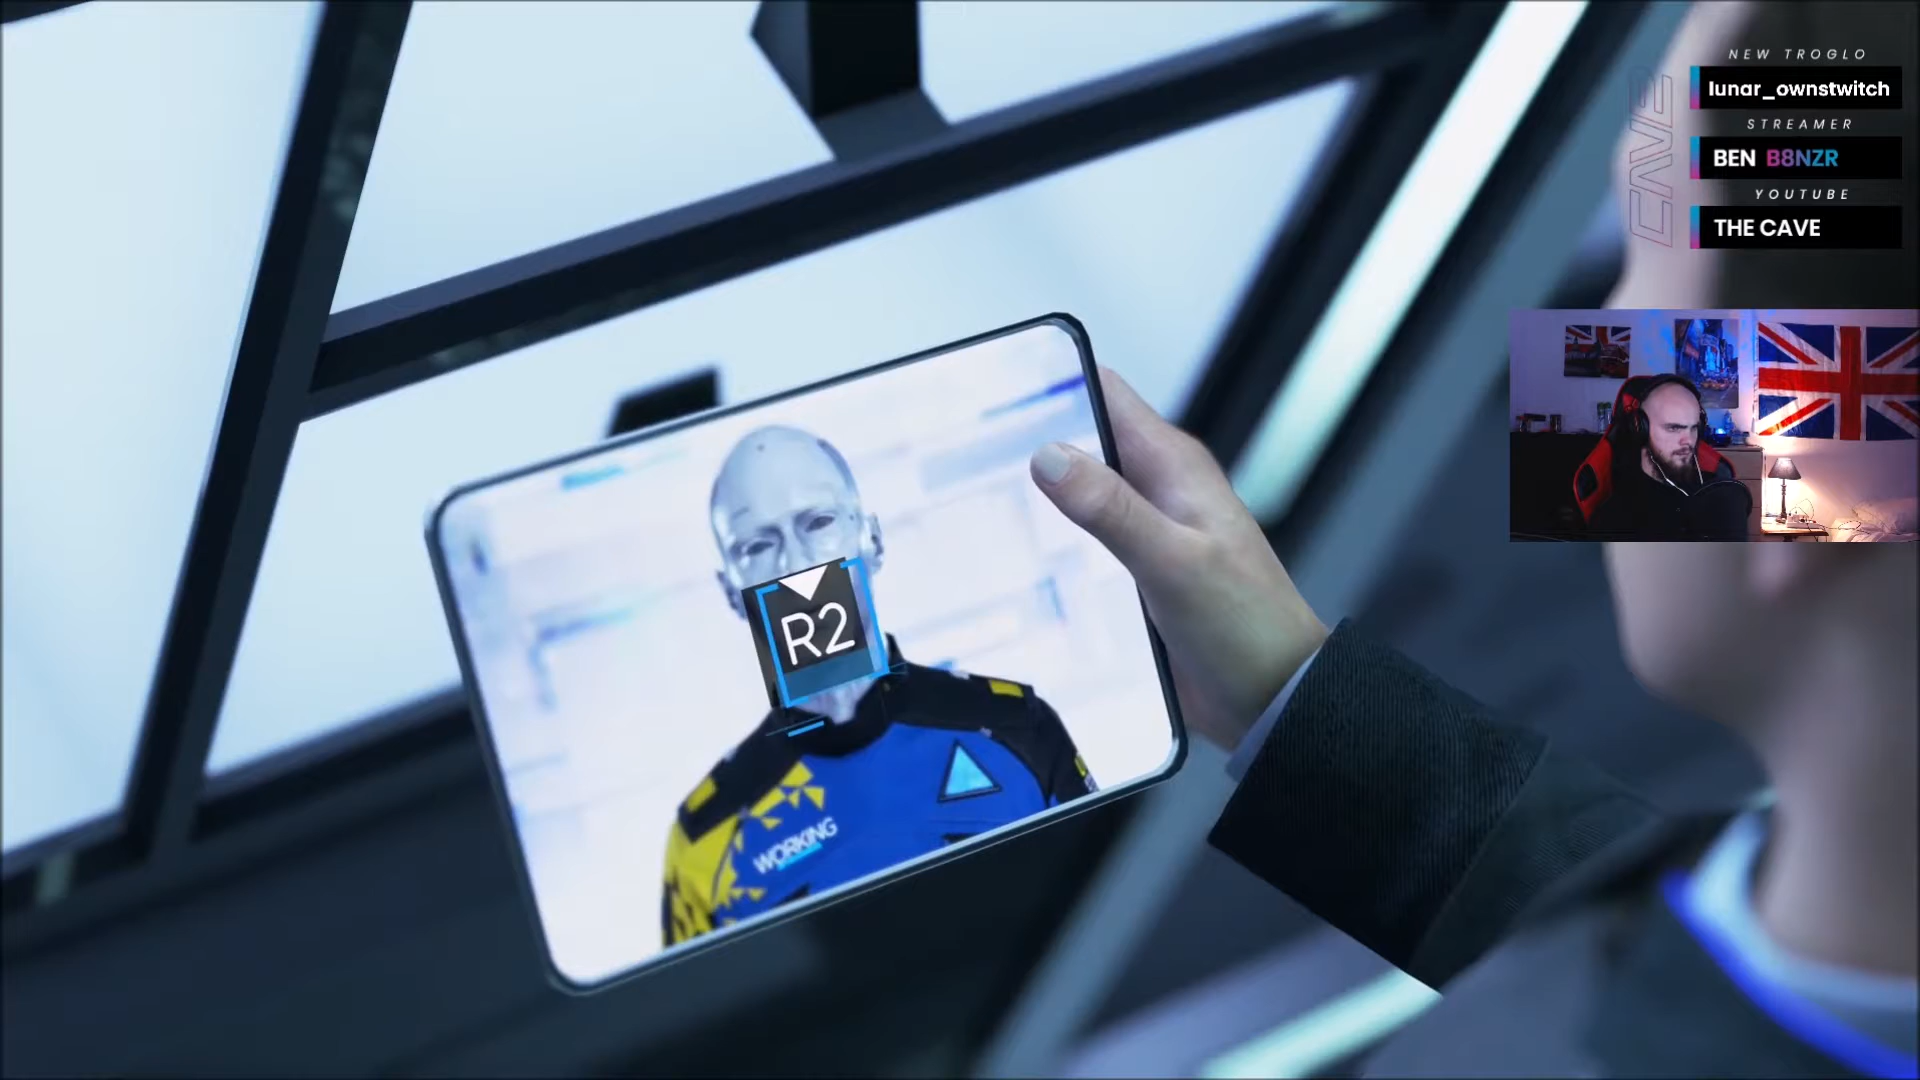 NEW TROGLO
lunar_ownstwitch
STREAMER
BEN B8NZR
YOUTUBE
THE CAVE
CAVE
R2
WORKING